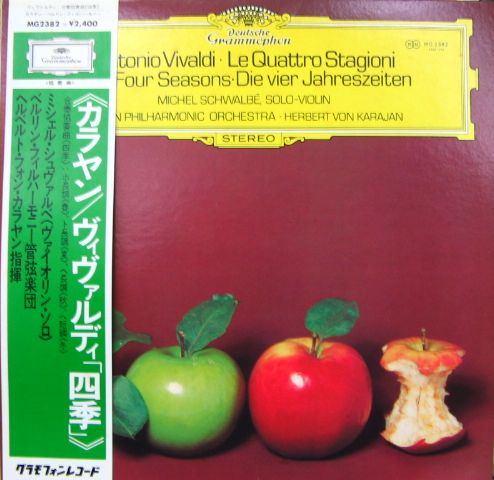 MG2382 ¥2,400
《カラヤン/ヴィヴァルディ「四季」》
ミシェル・シュヴァルベ(ヴァイオリン・ソロ)
ベルリン・フィルハーモニー管弦楽団
ヘルベルト・フォン・カラヤン指揮
グラモフォンレコード
Deutsche
Grammophon
MG 2382
tonio Vivaldi · Le Quattro Stagioni
Four Seasons · Die vier Jahreszeiten
MICHEL SCHWALBÉ, SOLO-VIOLIN
N PHILHARMONIC ORCHESTRA · HERBERT VON KARAJAN
STEREO